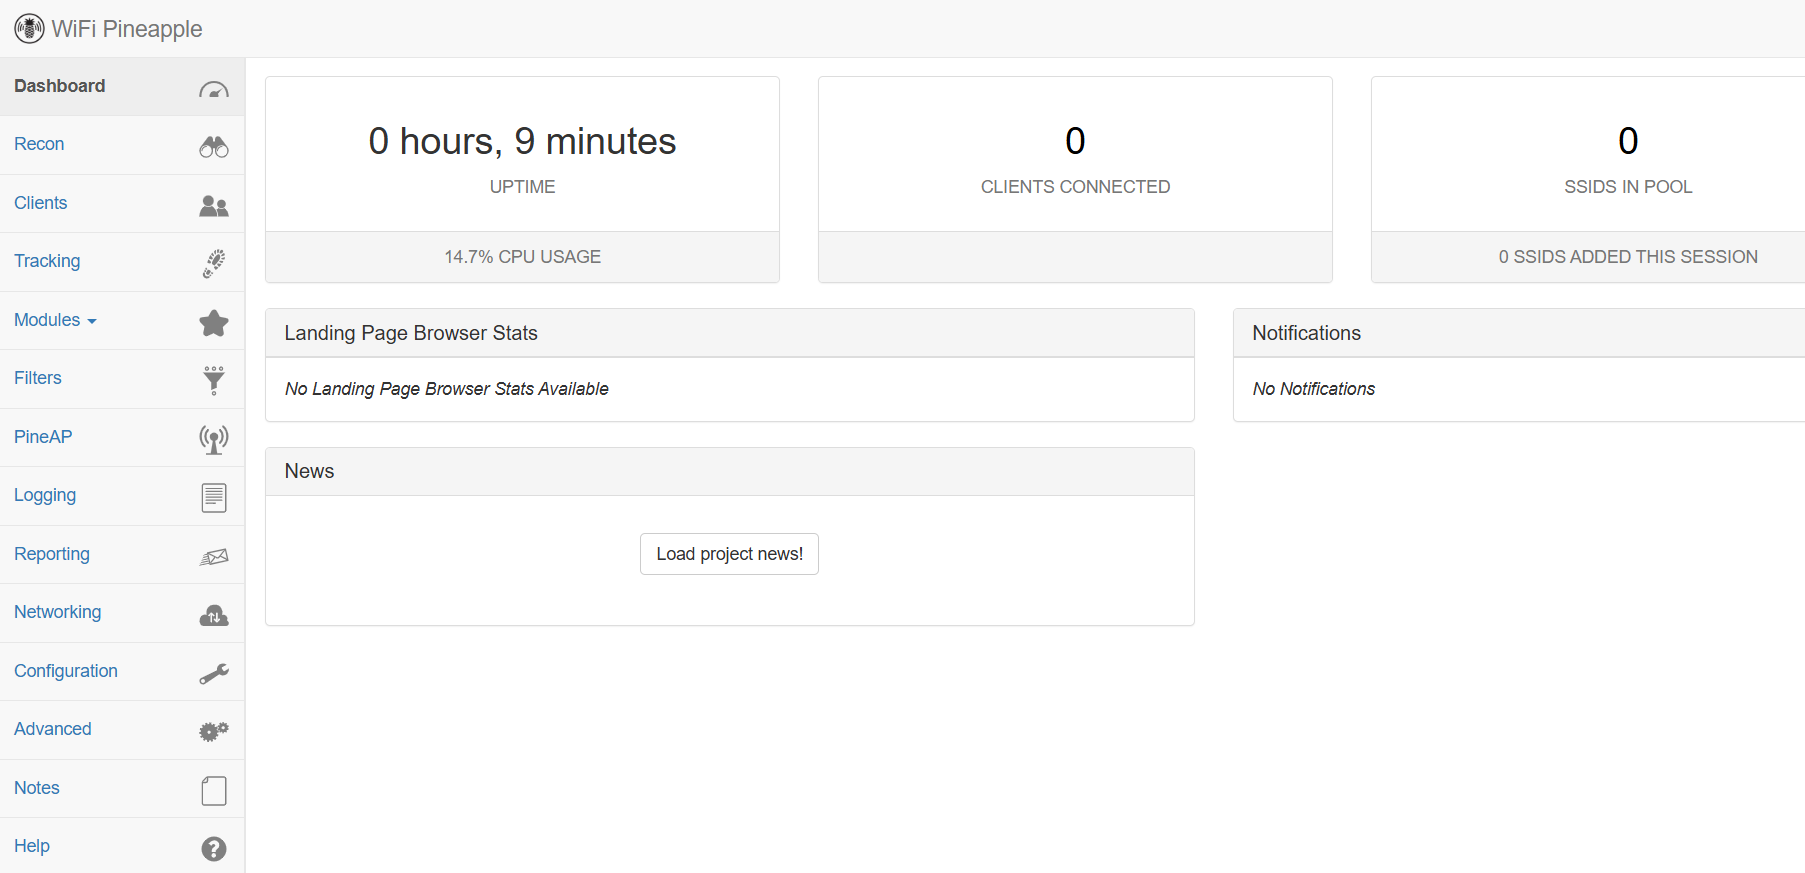 WiFi Pineapple
Dashboard
Recon
Clients
Tracking
Modules
Filters
PineAP
Logging
Reporting
Networking
Configuration
Advanced
Notes
Help
0 hours, 9 minutes
UPTIME
14.7% CPU USAGE
0
CLIENTS CONNECTED
0
SSIDS IN POOL
0 SSIDS ADDED THIS SESSION
Landing Page Browser Stats
No Landing Page Browser Stats Available
Notifications
No Notifications
News
Load project news!